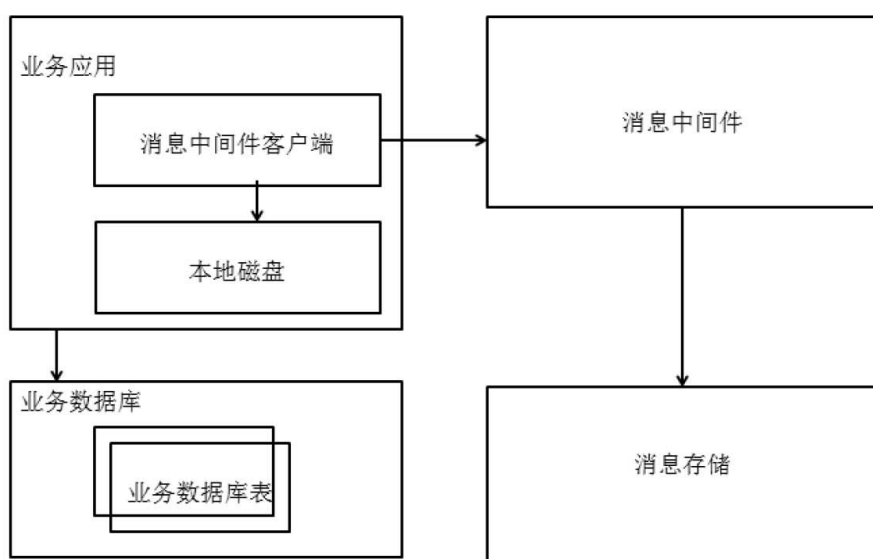 业务应用
消息中间件客户端
本地磁盘
消息中间件
业务数据库
业务数据库表
消息存储